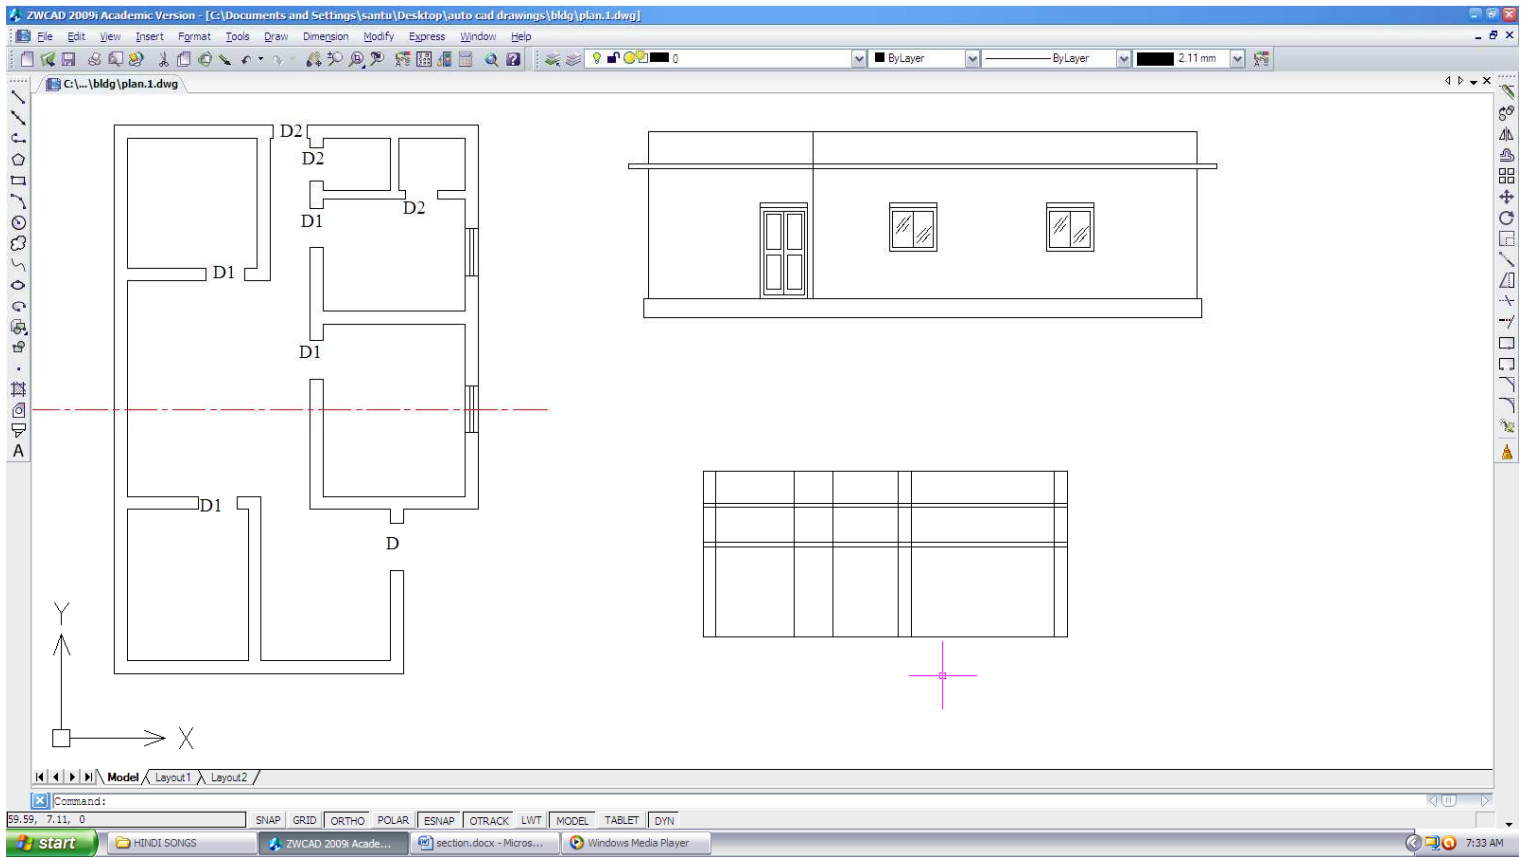 ZWCAD 2009i Academic Version - [C:\Documents and Settings\santu\Desktop\auto cad drawings\bldg\plan.1.dwg]
File Edit View Insert Format Tools Draw Dimension Modify Express Window Help
0 ByLayer ByLayer 2.11 mm
C:\...\bldg\plan.1.dwg
D2
D2
D2
D1
D1
D1
D1
D
Y
X
A
Model Layout1 Layout2
Command:
59.59, 7.11, 0 SNAP GRID ORTHO POLAR ESNAP OTRACK LWT MODEL TABLET DYN
start HINDI SONGS ZWCAD 2009i Acade... section.docx - Micros... Windows Media Player 7:33 AM